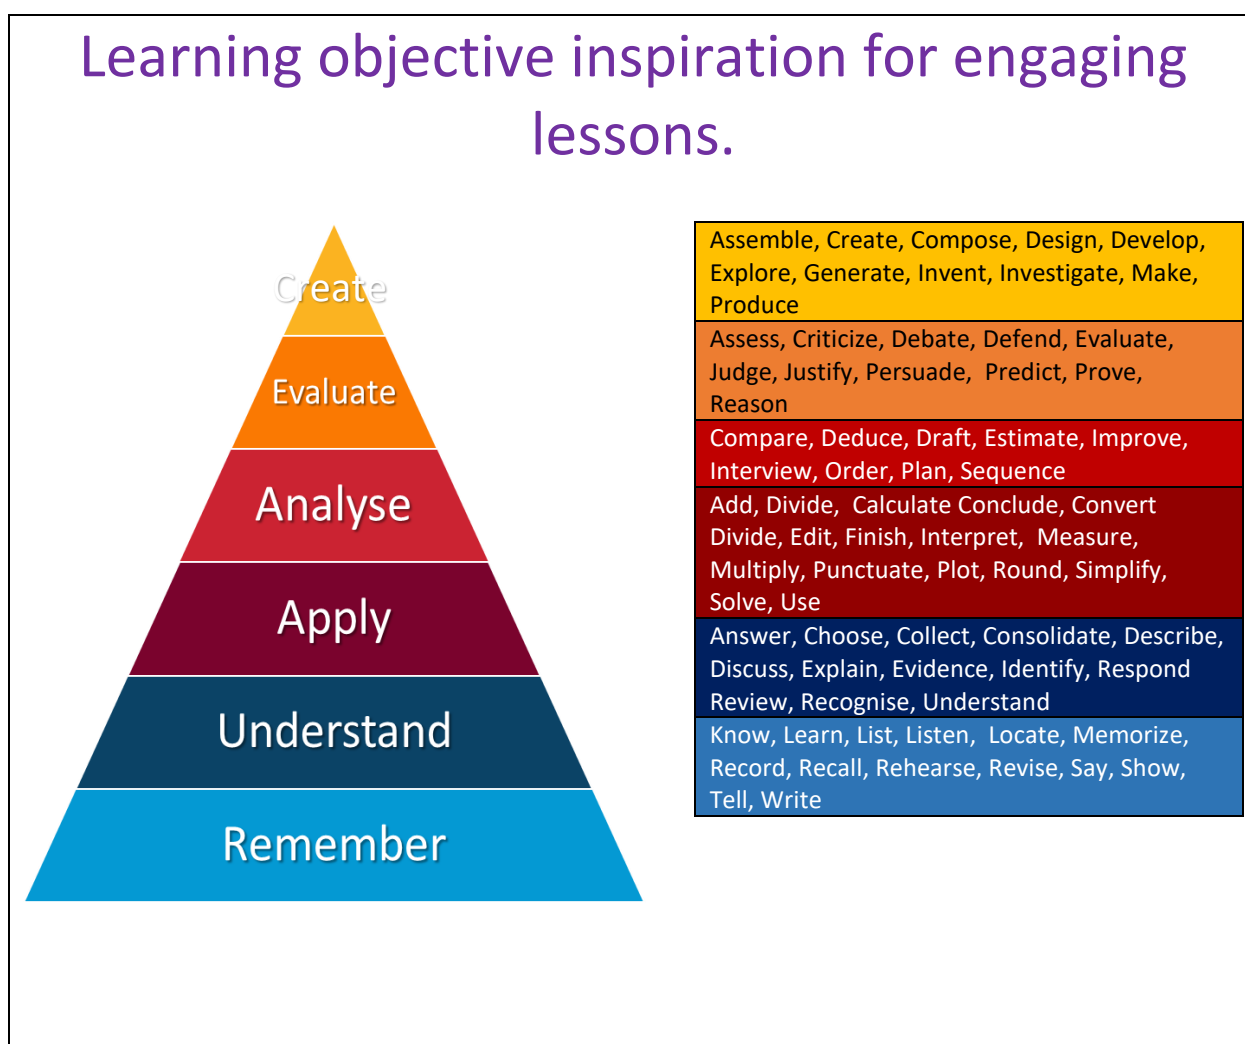 Learning objective inspiration for engaging
lessons.
Create
Evaluate
Analyse
Apply
Understand
Remember
Assemble, Create, Compose, Design, Develop,
Explore, Generate, Invent, Investigate, Make,
Produce
Assess, Criticize, Debate, Defend, Evaluate,
Judge, Justify, Persuade,  Predict, Prove,
Reason
Compare, Deduce, Draft, Estimate, Improve,
Interview, Order, Plan, Sequence
Add, Divide,  Calculate Conclude, Convert
Divide, Edit, Finish, Interpret,  Measure,
Multiply, Punctuate, Plot, Round, Simplify,
Solve, Use
Answer, Choose, Collect, Consolidate, Describe,
Discuss, Explain, Evidence, Identify, Respond
Review, Recognise, Understand
Know, Learn, List, Listen,  Locate, Memorize,
Record, Recall, Rehearse, Revise, Say, Show,
Tell, Write